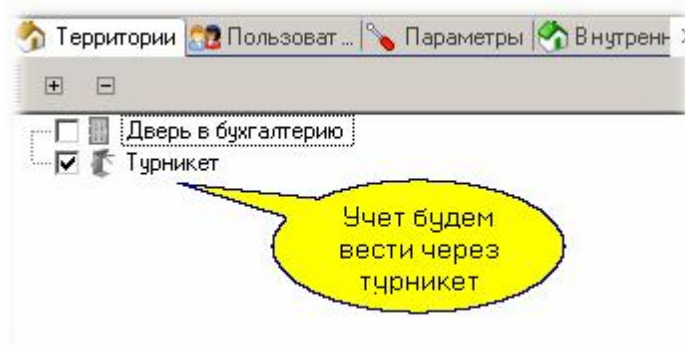 Территории Пользоват ... Параметры Внутренн
Дверь в бухгалтерию
Турникет
Учет будем
вести через
турникет